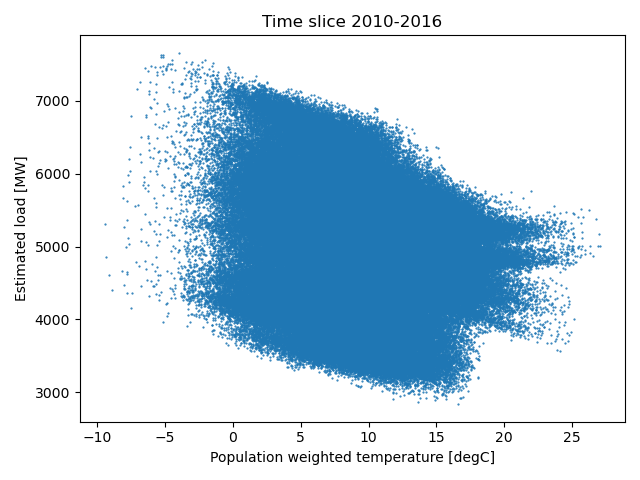 Time slice 2010-2016
7000
6000
5000
4000
3000
Estimated load [MW]
−10 −5 0 5 10 15 20 25
Population weighted temperature [degC]